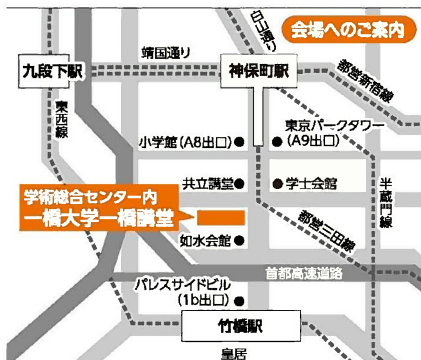 会場へのご案内
白山通り
靖国通り
九段下駅
神保町駅
都営新宿線
東西線
小学館(A8出口)
東京パークタワー
(A9出口)
共立講堂
学士会館
半蔵門線
学術総合センター内
一橋大学一橋講堂
如水会館
都営三田線
首都高速道路
パレスサイドビル
(1b出口)
竹橋駅
皇居